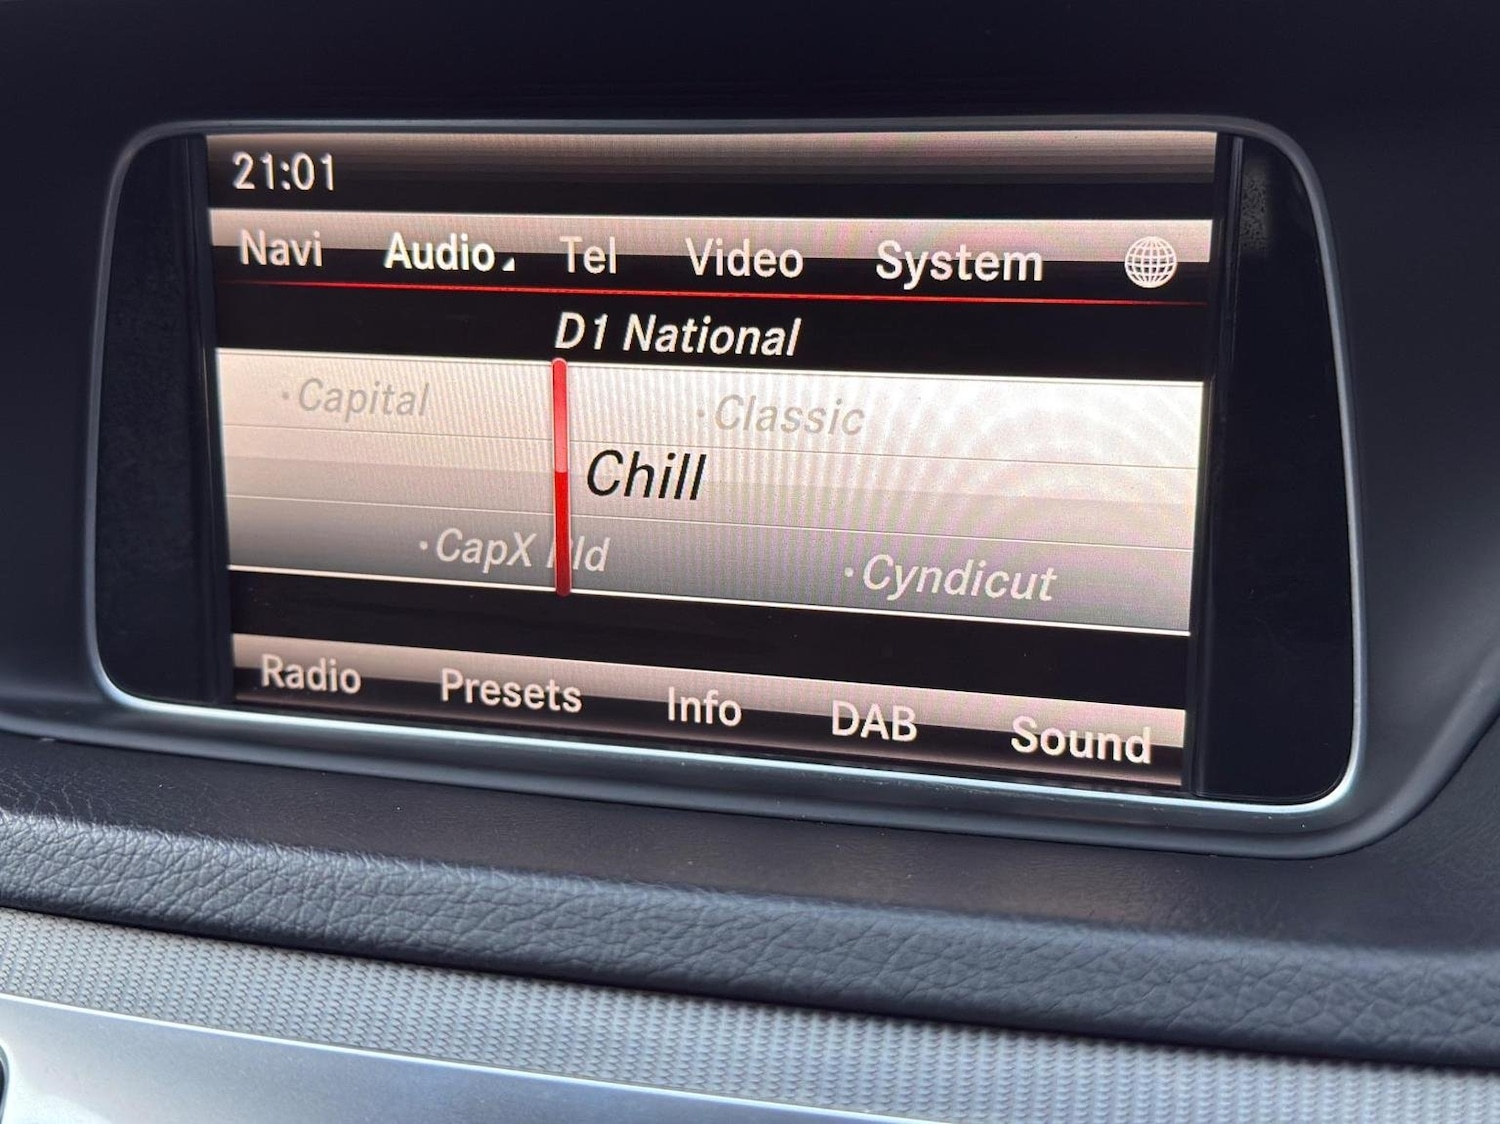 21:01
Navi Audio Tel Video System
D1 National
Capital Classic
Chill
CapX Cyndicut
Radio Presets Info DAB Sound